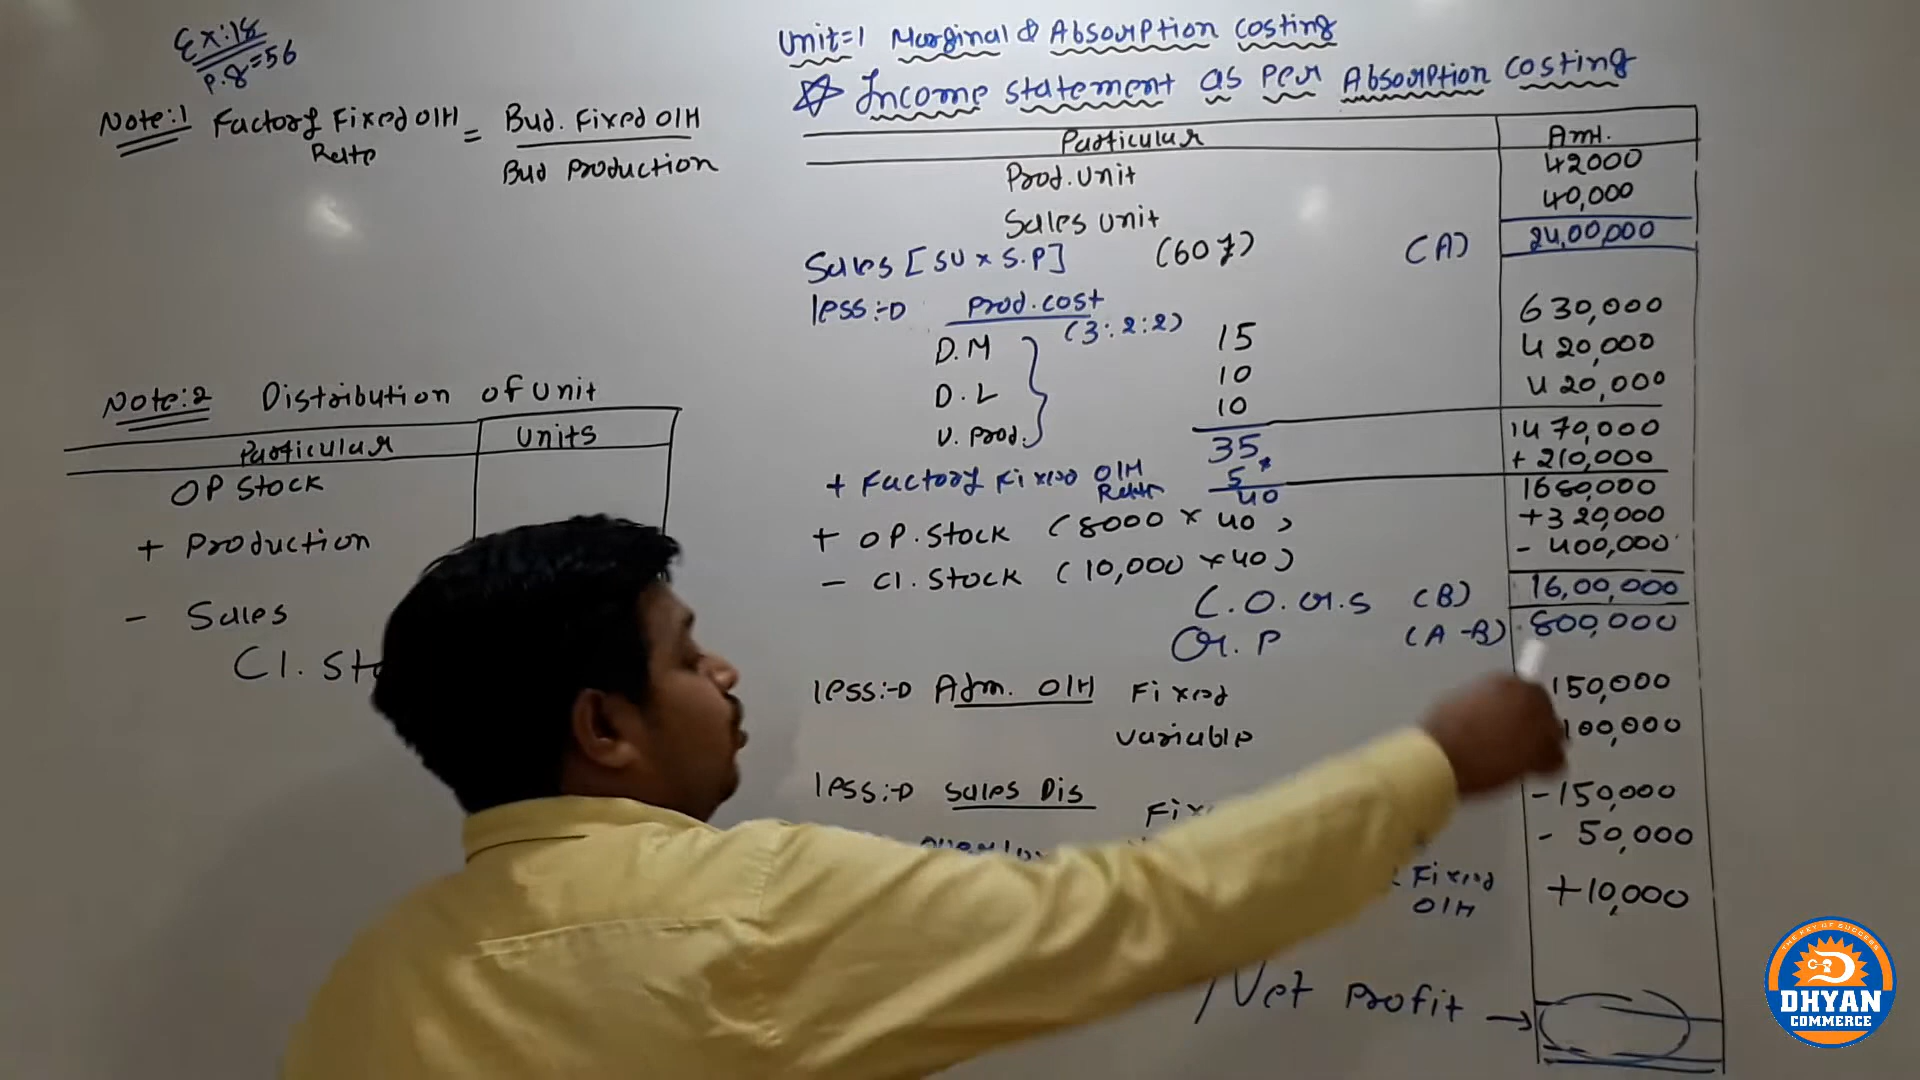 Ex:18
P.g=56
Unit=1 Marginal & Absorption Costing
☆ Income statement as per Absorption costing
Note:1 Factory Fixed O/H Rate = Bud. Fixed O/H / Bud Production
Particular Amt.
Prod. Unit 42000
Sales Unit 40,000
Sales [SU x S.P] (60 ₹) (A) 24,00,000
less:- Prod. cost
(3:2:2)
D.M 15 630,000
D.L 10 420,000
V. Prod. 10 420,000
35 1470,000
+ Factory Fixed O/H Rate 5* + 210,000
40 1680,000
+ OP. Stock (8000 x 40) + 320,000
- Cl. Stock (10,000 x 40) - 400,000
C.O.G.S (B) 16,00,000
G.P (A-B) 800,000
less:- Adm. O/H Fixed 150,000
Variable 100,000
less:- Sales Dis - 150,000
- 50,000
Fixed O/H + 10,000
Net Profit →
Note:2 Distribution of Unit
Particular Units
OP Stock
+ Production
- Sales
Cl.
DHYAN
COMMERCE